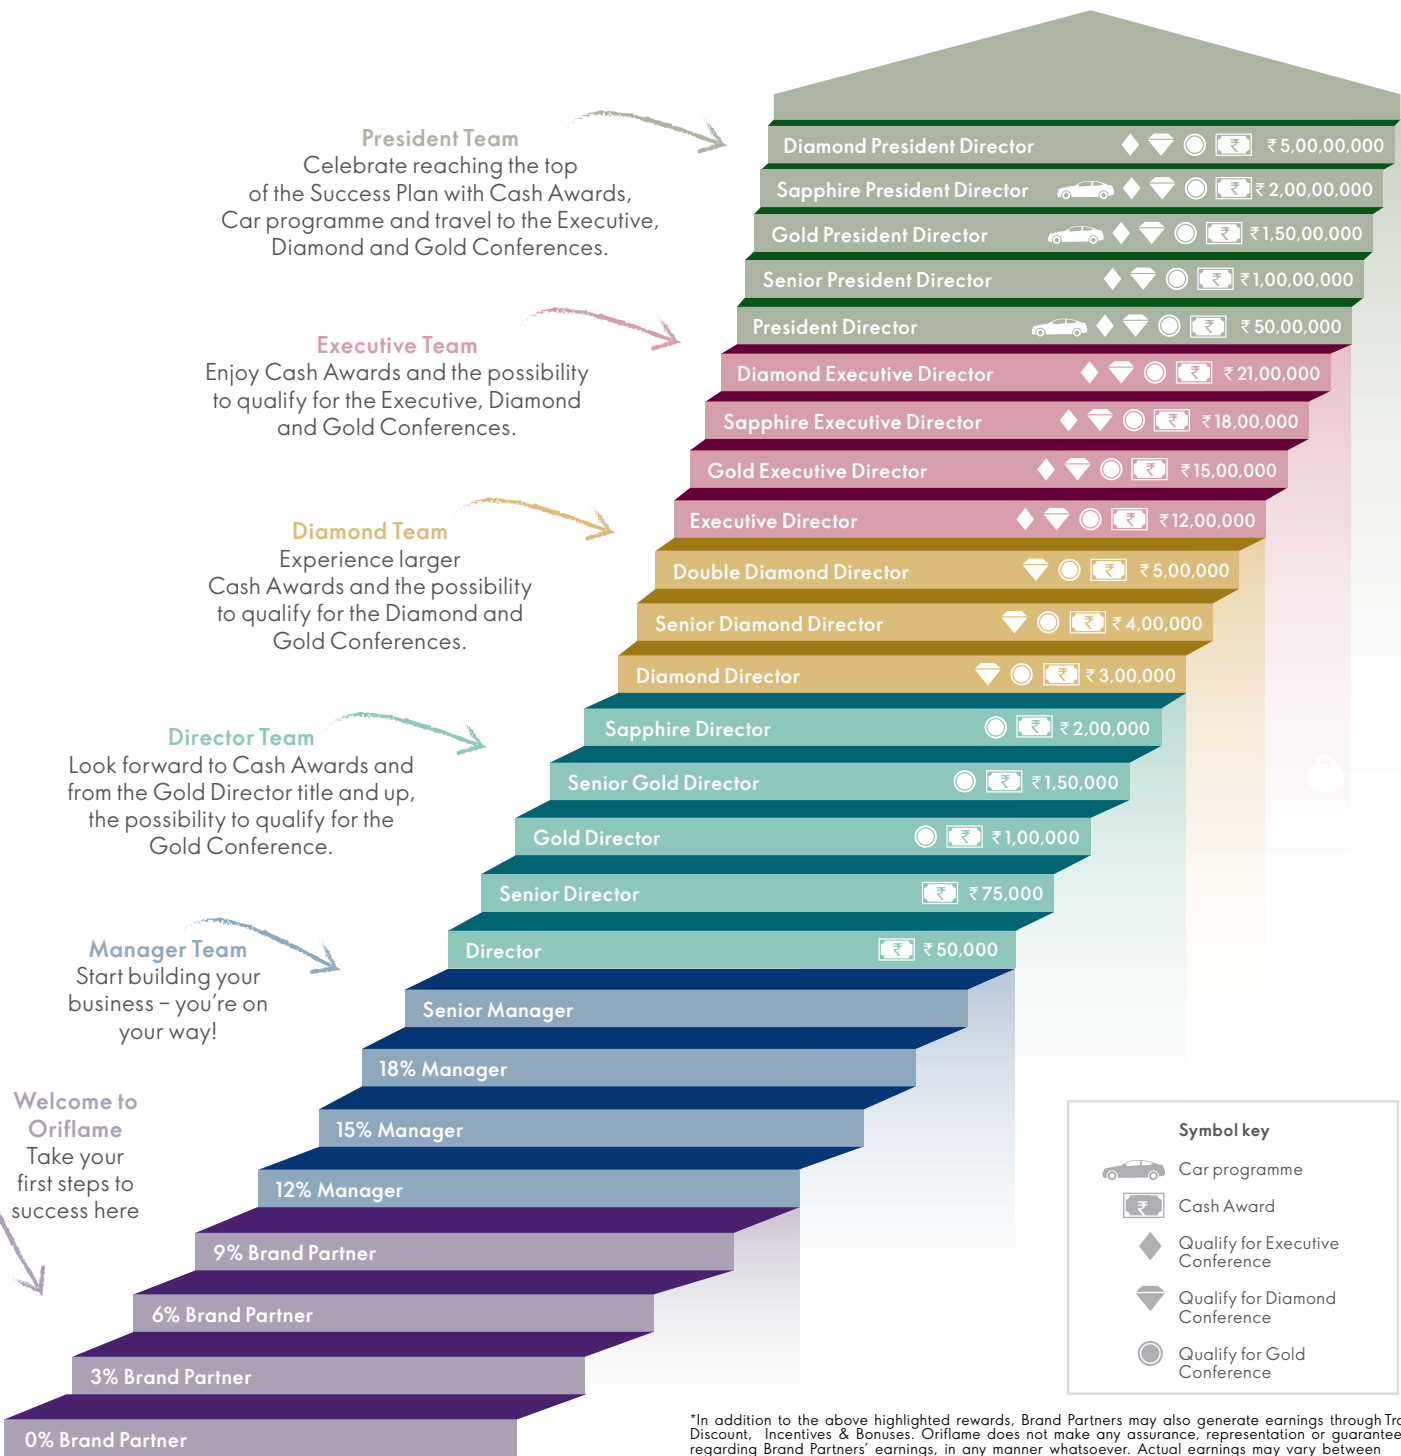 President Team
Celebrate reaching the top
of the Success Plan with Cash Awards,
Car programme and travel to the Executive,
Diamond and Gold Conferences.
Diamond President Director ₹ ₹5,00,00,000
Sapphire President Director ₹ ₹2,00,00,000
Gold President Director ₹ ₹1,50,00,000
Senior President Director ₹ ₹1,00,00,000
President Director ₹ ₹50,00,000
Executive Team
Enjoy Cash Awards and the possibility
to qualify for the Executive, Diamond
and Gold Conferences.
Diamond Executive Director ₹ ₹21,00,000
Sapphire Executive Director ₹ ₹18,00,000
Gold Executive Director ₹ ₹15,00,000
Executive Director ₹ ₹12,00,000
Diamond Team
Experience larger
Cash Awards and the possibility
to qualify for the Diamond and
Gold Conferences.
Double Diamond Director ₹ ₹5,00,000
Senior Diamond Director ₹ ₹4,00,000
Diamond Director ₹ ₹3,00,000
Director Team
Look forward to Cash Awards and
from the Gold Director title and up,
the possibility to qualify for the
Gold Conference.
Sapphire Director ₹ ₹2,00,000
Senior Gold Director ₹ ₹1,50,000
Gold Director ₹ ₹1,00,000
Senior Director ₹ ₹75,000
Director ₹ ₹50,000
Manager Team
Start building your
business – you're on
your way!
Senior Manager
18% Manager
15% Manager
12% Manager
Welcome to
Oriflame
Take your
first steps to
success here
9% Brand Partner
6% Brand Partner
3% Brand Partner
0% Brand Partner
Symbol key
Car programme
₹ Cash Award
Qualify for Executive
Conference
Qualify for Diamond
Conference
Qualify for Gold
Conference
*In addition to the above highlighted rewards, Brand Partners may also generate earnings through
Discount, Incentives & Bonuses. Oriflame does not make any assurance, representation or guarantee
regarding Brand Partners' earnings, in any manner whatsoever. Actual earnings may vary between